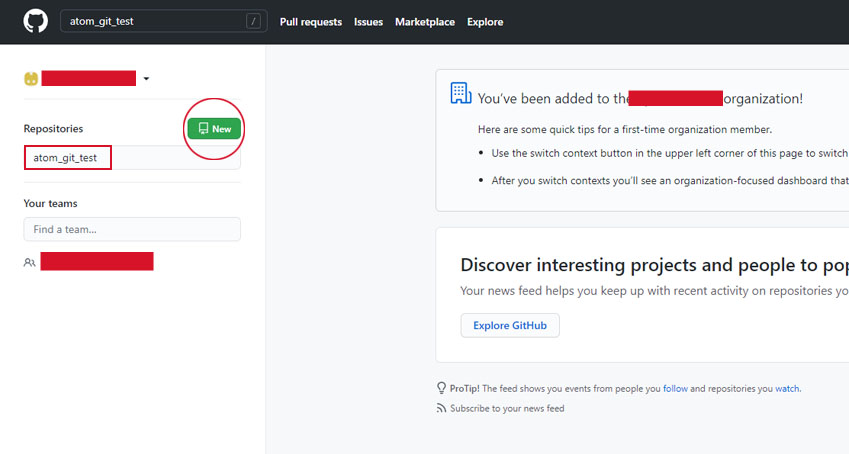 atom_git_test /
Pull requests Issues Marketplace Explore
Repositories
New
atom_git_test
Your teams
Find a team...
You've been added to the organization!
Here are some quick tips for a first-time organization member.
Use the switch context button in the upper left corner of this page to switch
After you switch contexts you'll see an organization-focused dashboard that
Discover interesting projects and people to pop
Your news feed helps you keep up with recent activity on repositories yo
Explore GitHub
ProTip! The feed shows you events from people you follow and repositories you watch.
Subscribe to your news feed